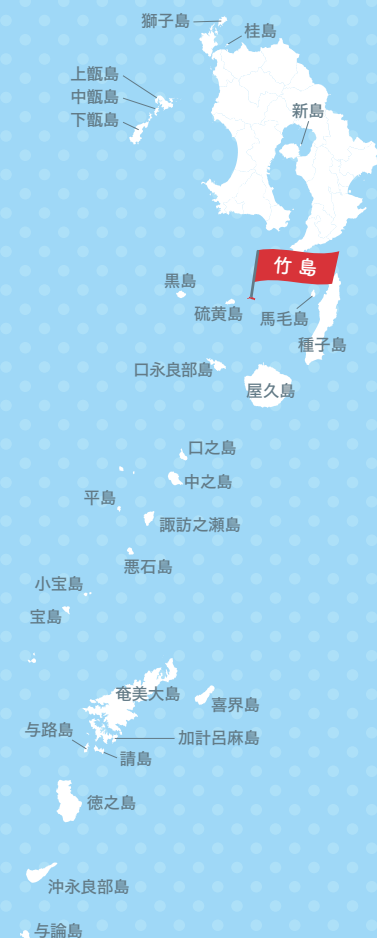 獅子島
桂島
上甑島
中甑島
下甑島
新島
竹島
黒島
硫黄島
馬毛島
種子島
口永良部島
屋久島
口之島
中之島
平島
諏訪之瀬島
悪石島
小宝島
宝島
奄美大島
喜界島
与路島
加計呂麻島
請島
徳之島
沖永良部島
与論島